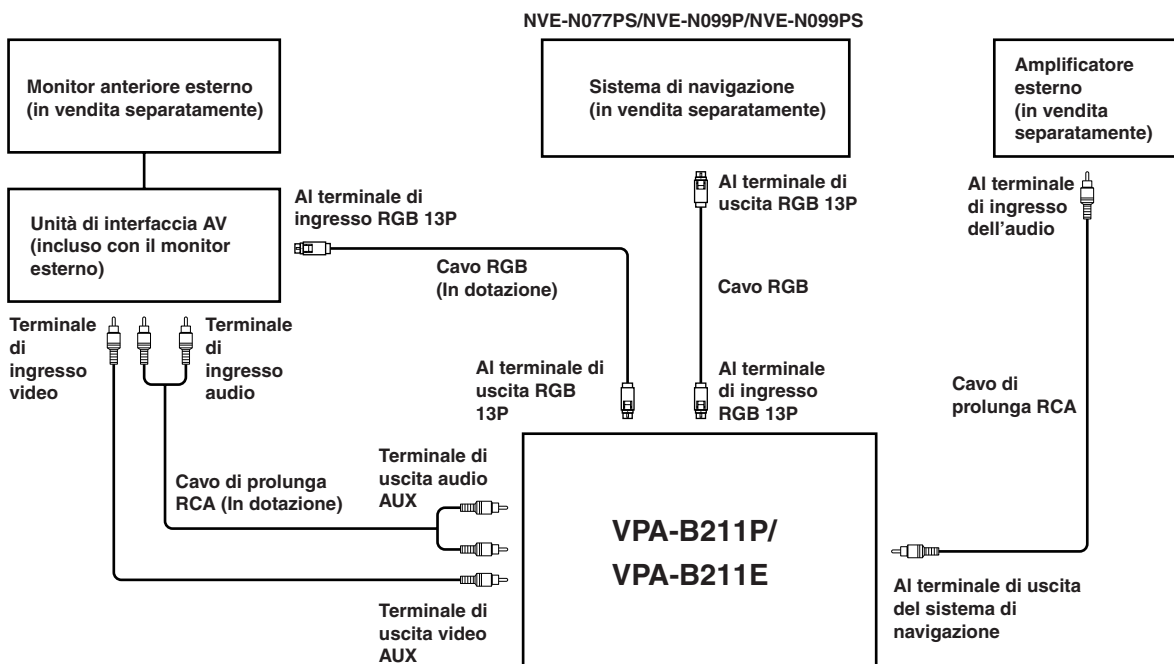 NVE-N077PS/NVE-N099P/NVE-N099PS
Monitor anteriore esterno
(in vendita separatamente)
Sistema di navigazione
(in vendita separatamente)
Amplificatore
esterno
(in vendita
separatamente)
Unità di interfaccia AV
(incluso con il monitor
esterno)
Al terminale di
ingresso RGB 13P
Al terminale di
uscita RGB 13P
Al terminale
di ingresso
dell'audio
Cavo RGB
(In dotazione)
Cavo RGB
Terminale
di
ingresso
video
Terminale
di
ingresso
audio
Al terminale di
uscita RGB
13P
Al terminale
di ingresso
RGB 13P
Cavo di
prolunga RCA
Cavo di prolunga
RCA (In dotazione)
Terminale di
uscita audio
AUX
VPA-B211P/
VPA-B211E
Terminale di
uscita video
AUX
Al terminale di uscita
del sistema di
navigazione